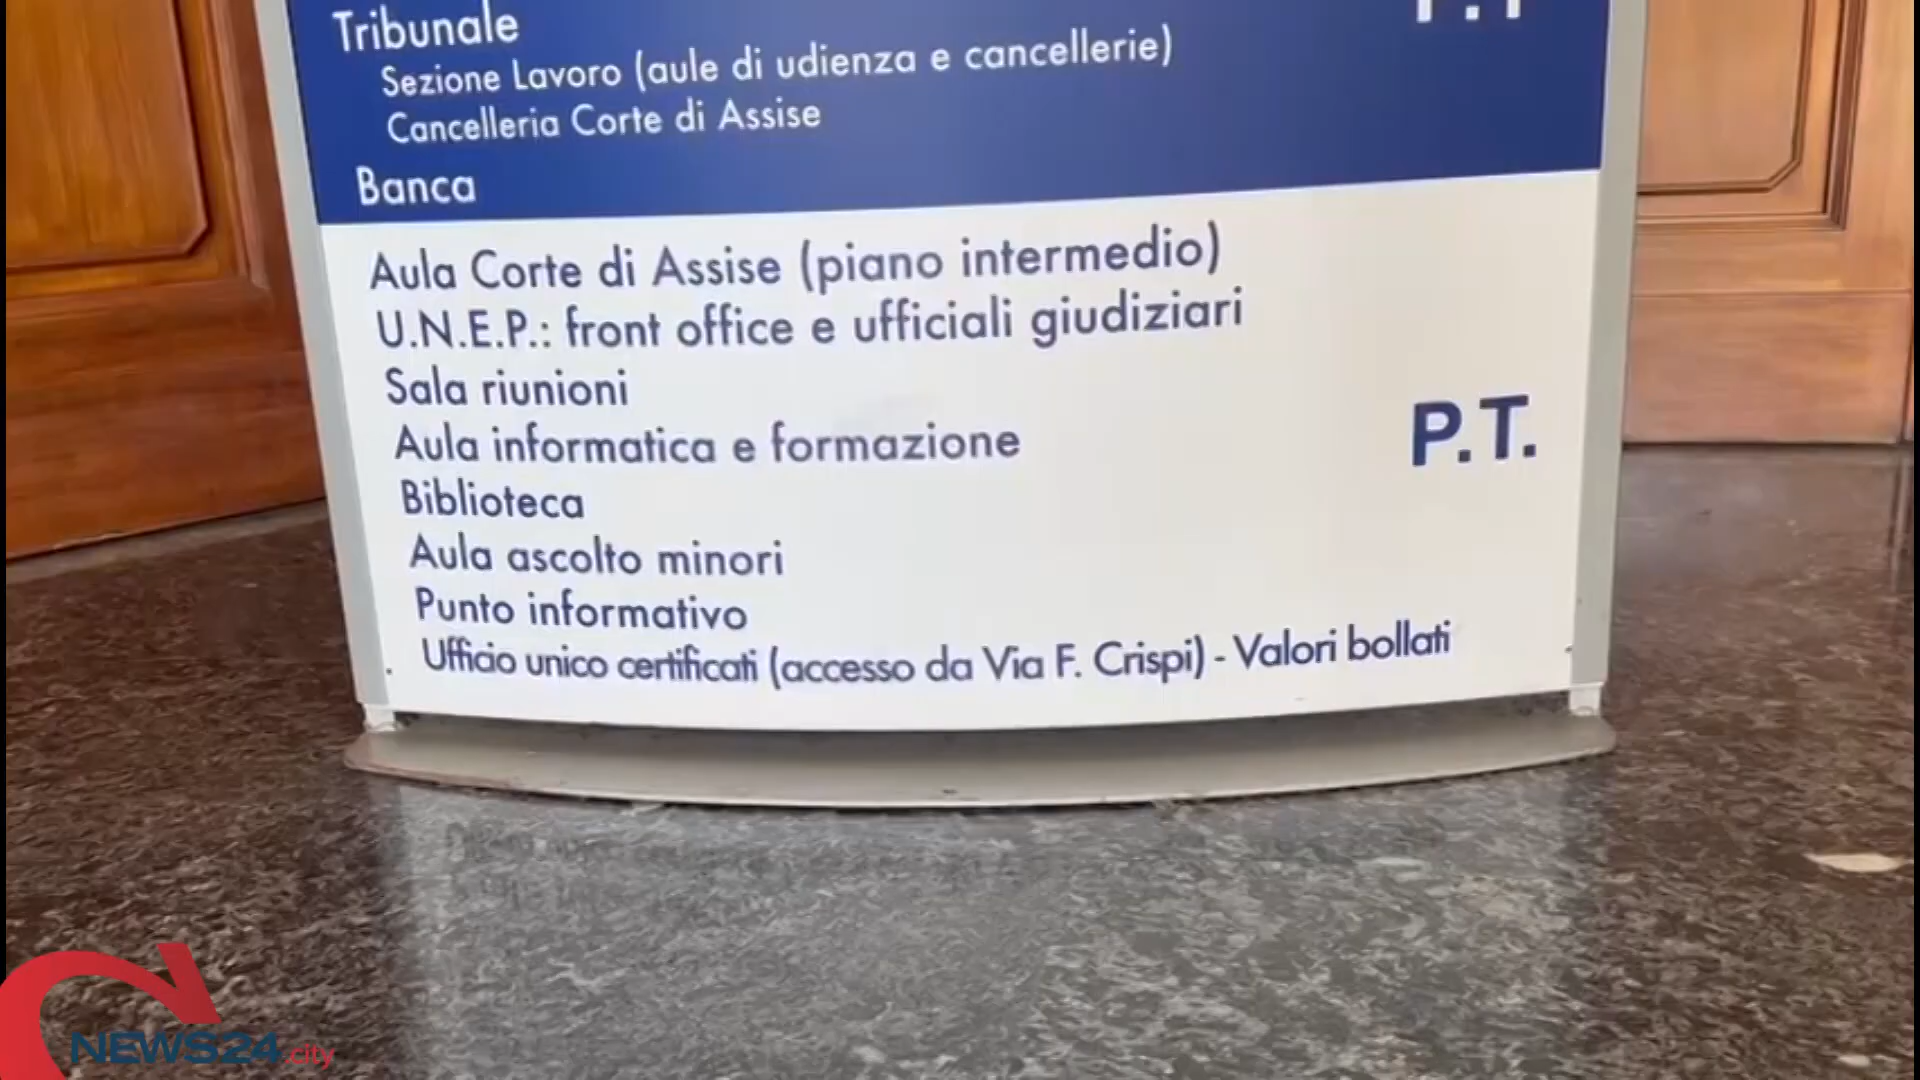 Tribunale
Sezione Lavoro (aule di udienza e cancellerie)
Cancelleria Corte di Assise
Banca
Aula Corte di Assise (piano intermedio)
U.N.E.P.: front office e ufficiali giudiziari
Sala riunioni
Aula informatica e formazione
P.T.
Biblioteca
Aula ascolto minori
Punto informativo
Ufficio unico certificati (accesso da Via F. Crispi) - Valori bollati
NEWS24.city